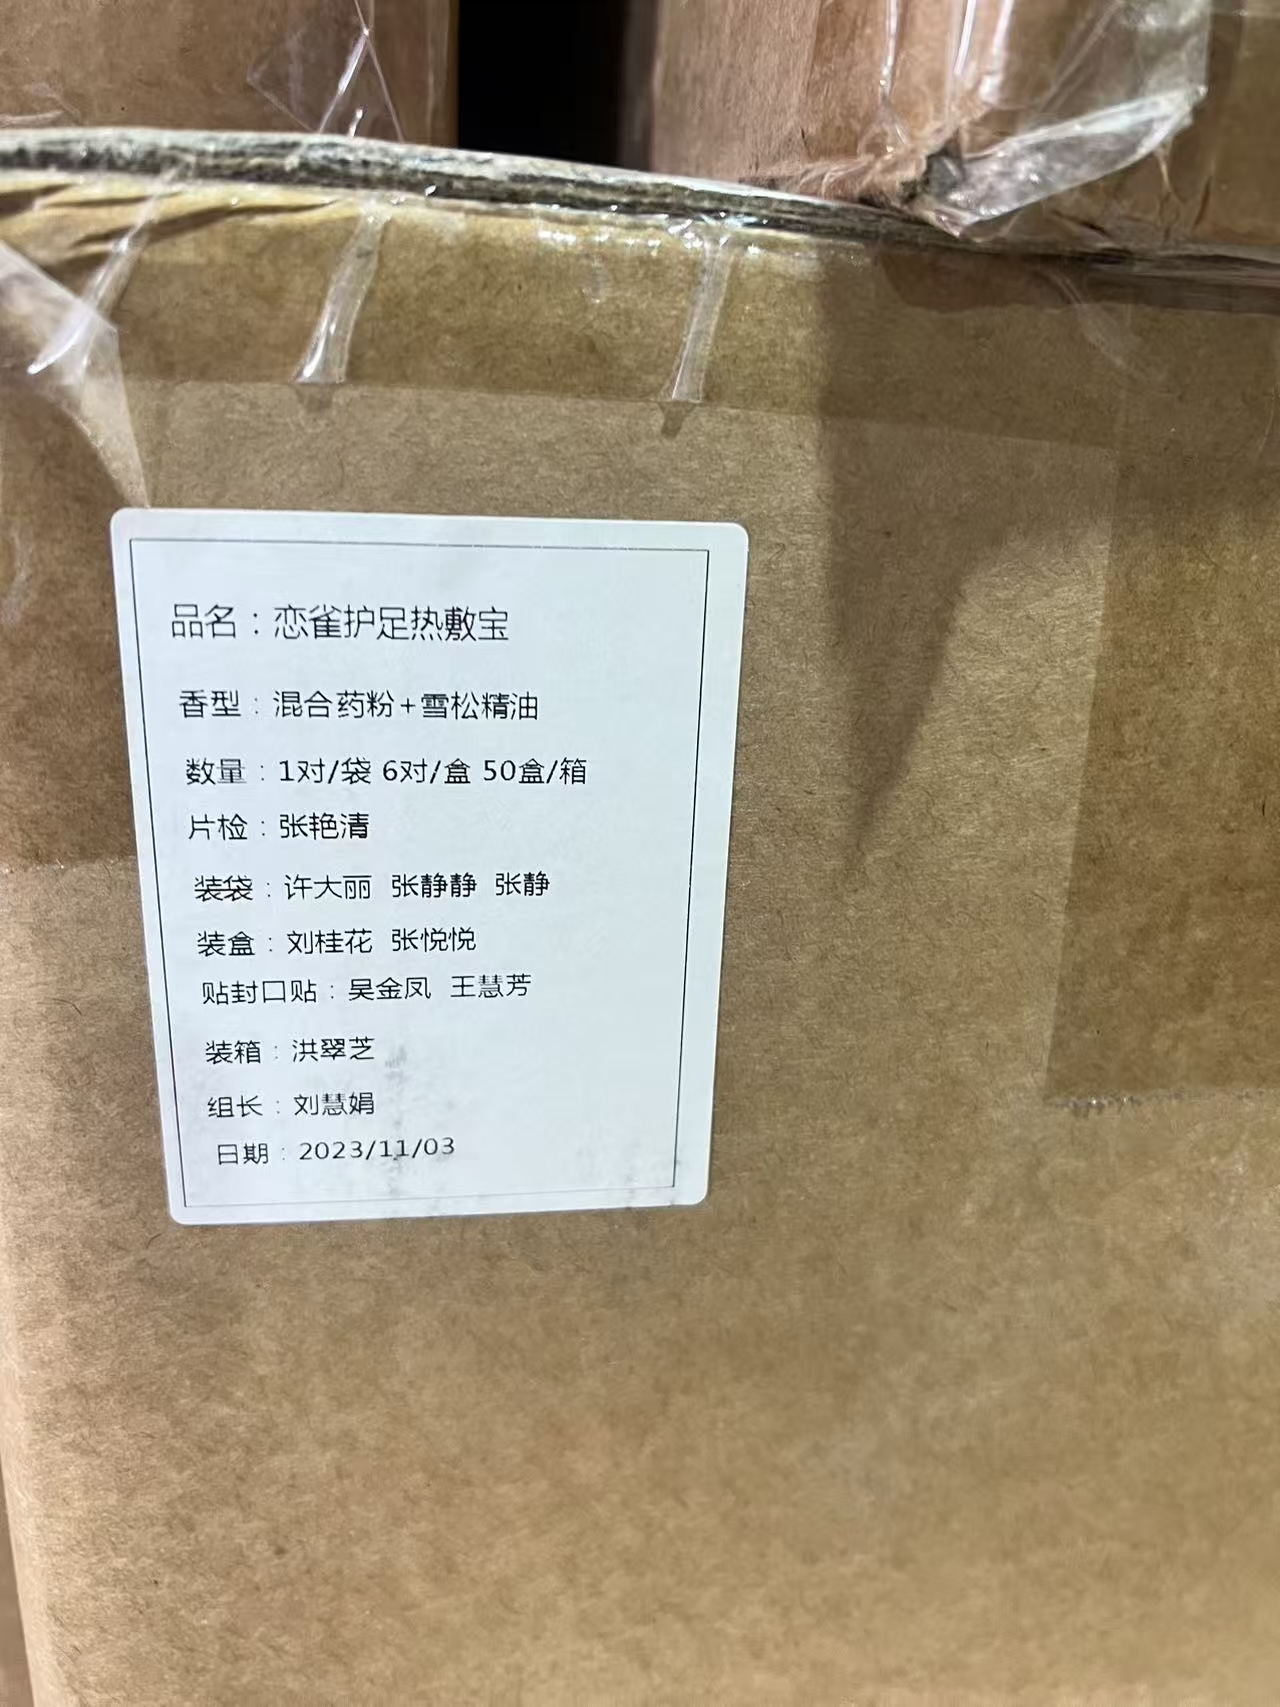 品名：恋雀护足热敷宝
香型：混合药粉+雪松精油
数量：1对/袋 6对/盒 50盒/箱
片检：张艳清
装袋：许大丽 张静静 张静
装盒：刘桂花 张悦悦
贴封口贴：吴金凤 王慧芳
装箱：洪翠芝
组长：刘慧娟
日期：2023/11/03